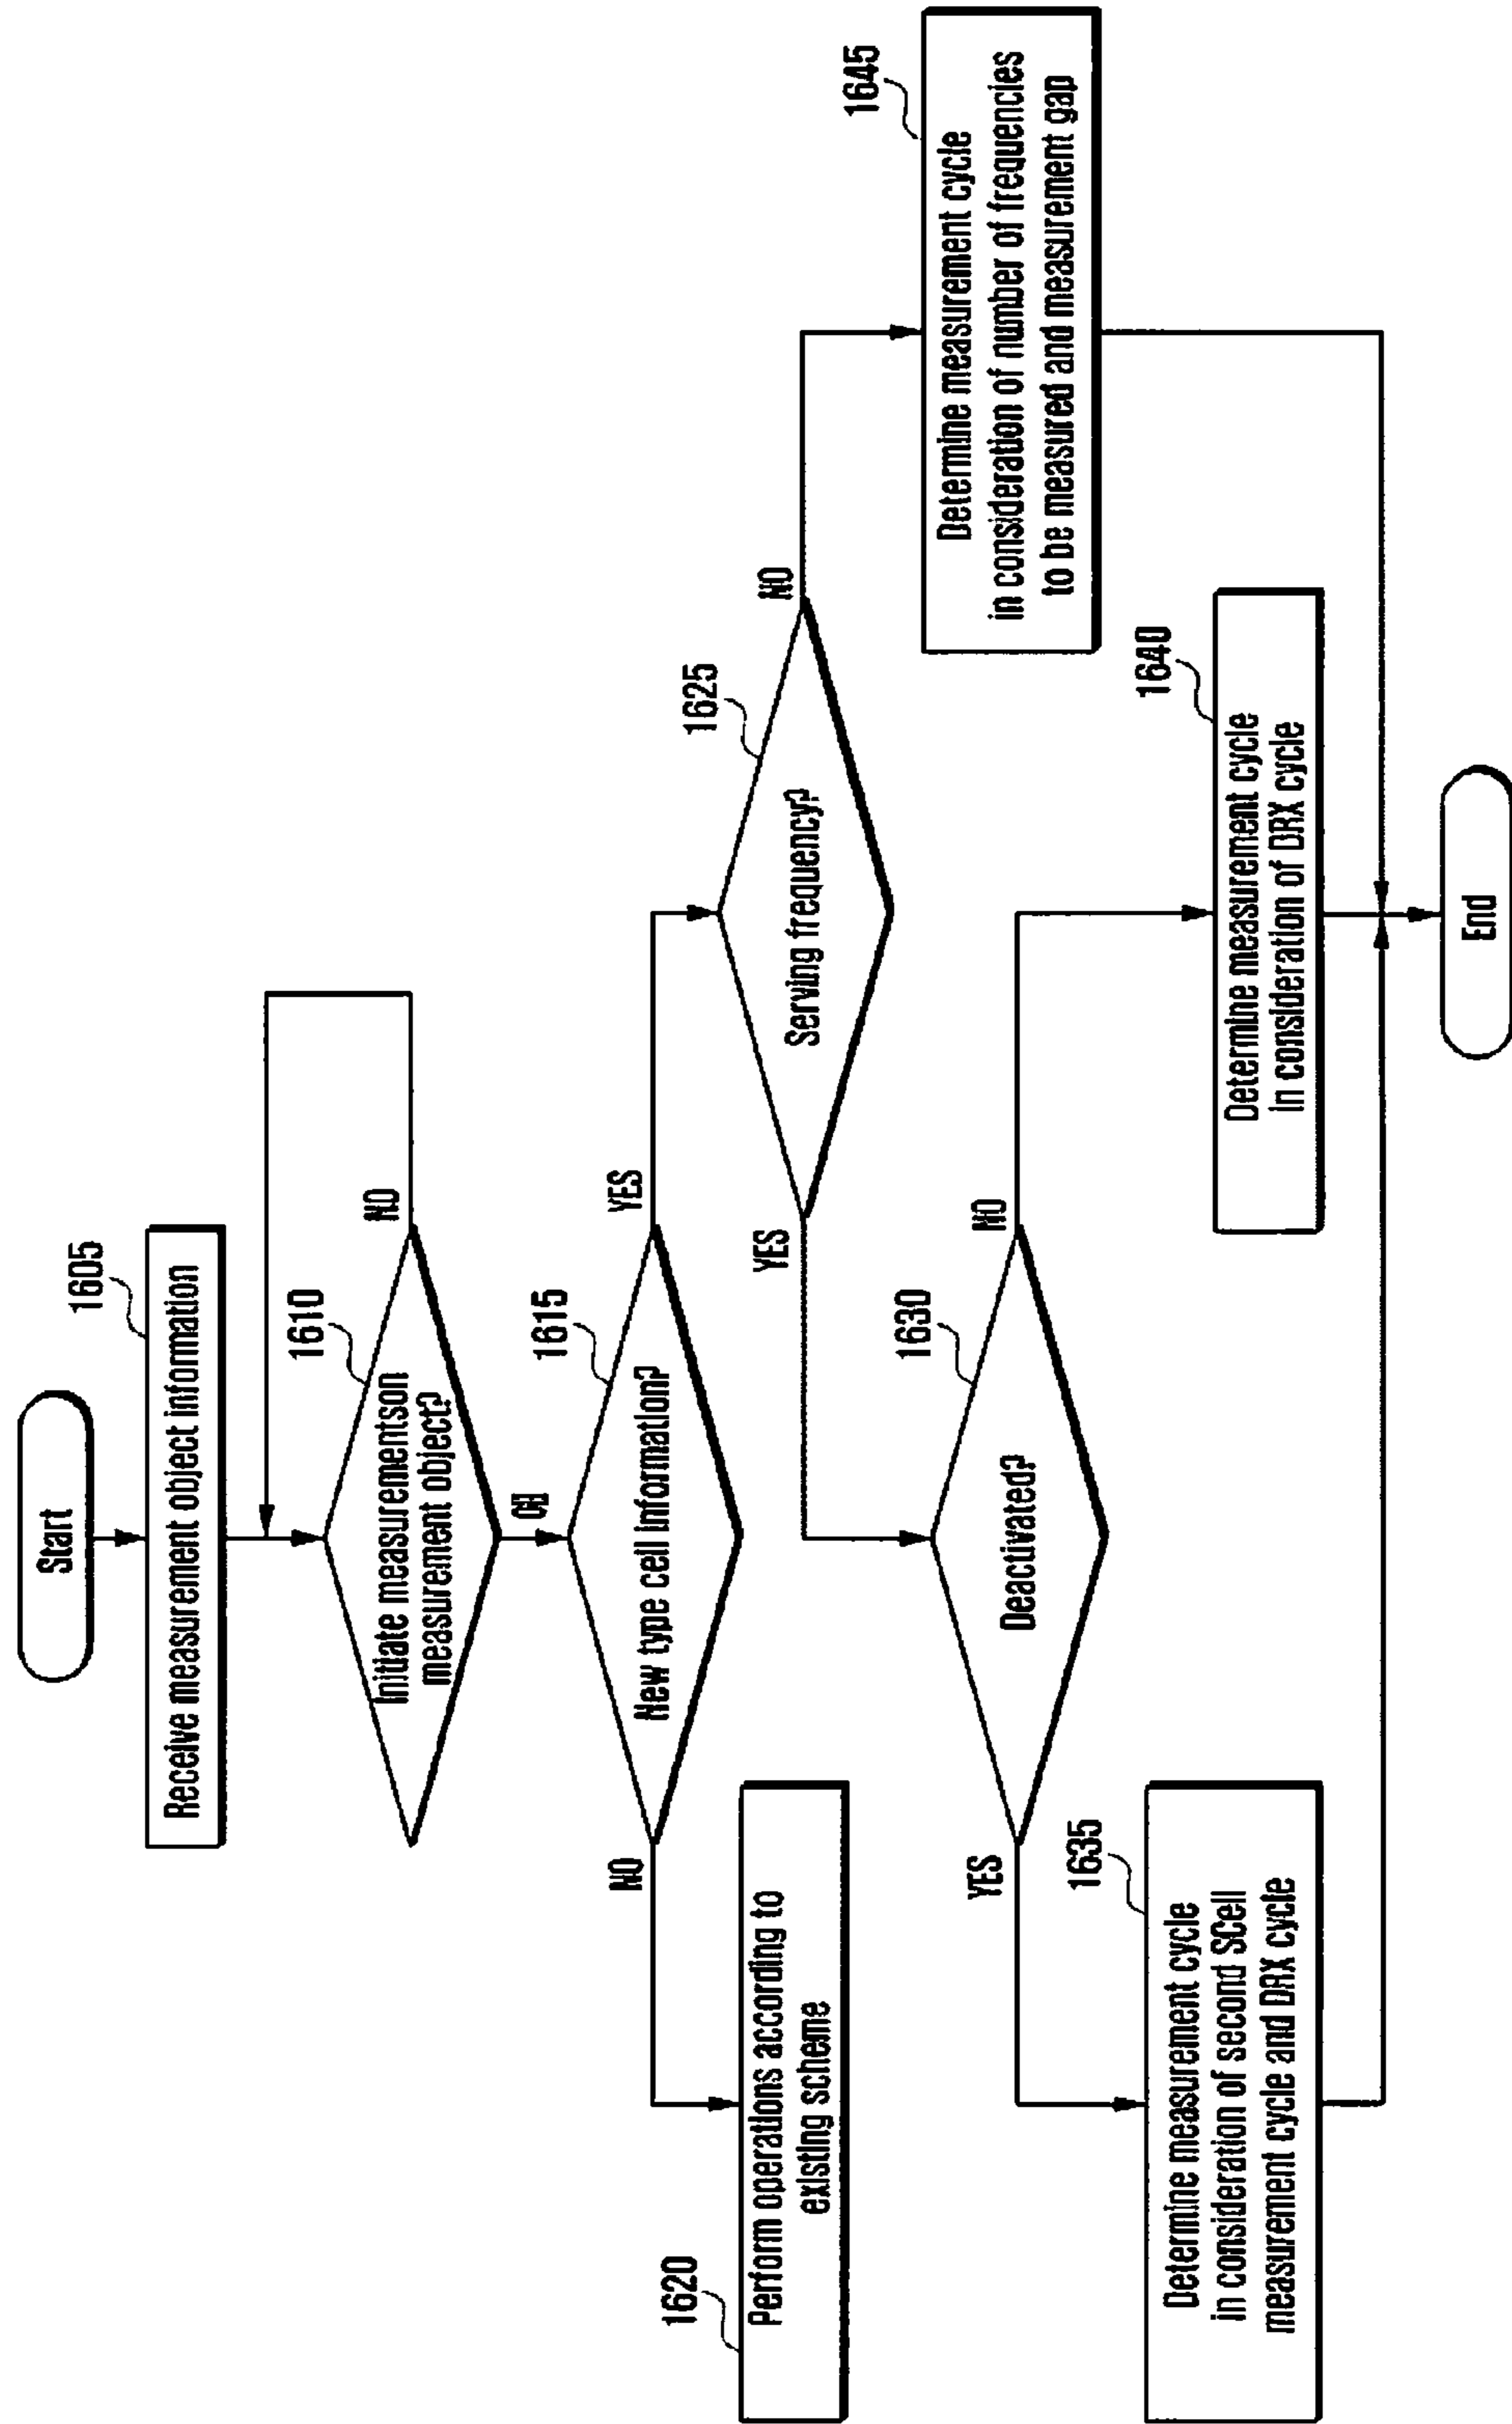 Start
1605
Receive measurement object information
1610
Initiate measurementson
measurement object?
NO
1615
New type cell information?
NO
YES
1620
Perform operations according to
existing scheme
1625
Serving frequency?
YES
NO
1630
Deactivated?
YES
NO
1645
Determine measurement cycle
in consideration of number of frequencies
to be measured and measurement gap
1635
Determine measurement cycle
in consideration of second SCell
measurement cycle and DRX cycle
1640
Determine measurement cycle
in consideration of DRX cycle
End